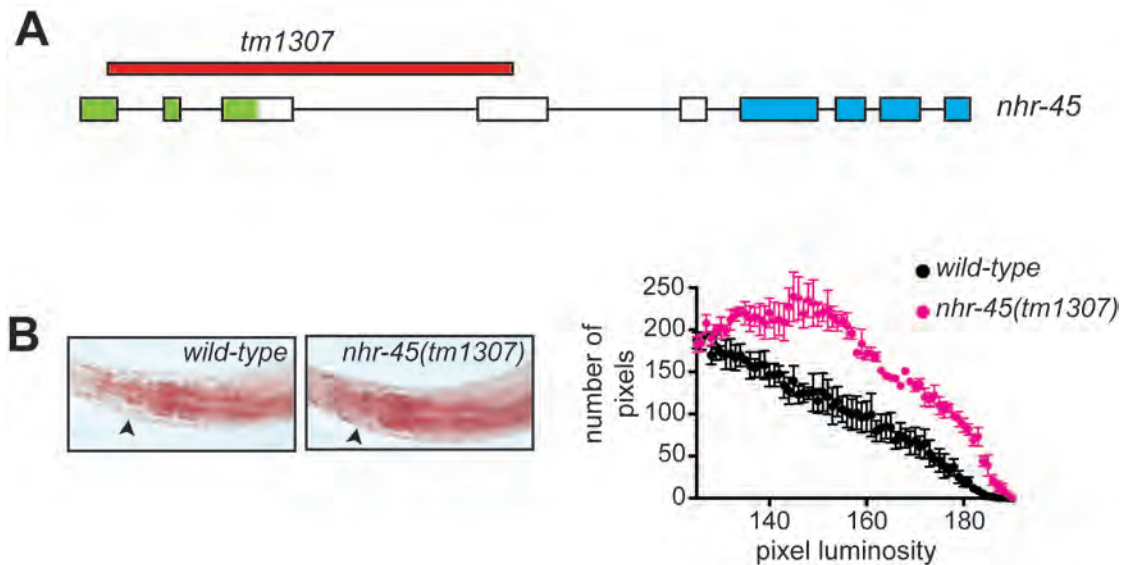 A
tm1307
nhr-45
B
wild-type
nhr-45(tm1307)
wild-type
nhr-45(tm1307)
250
200
150
100
50
0
number of
pixels
140
160
180
pixel luminosity